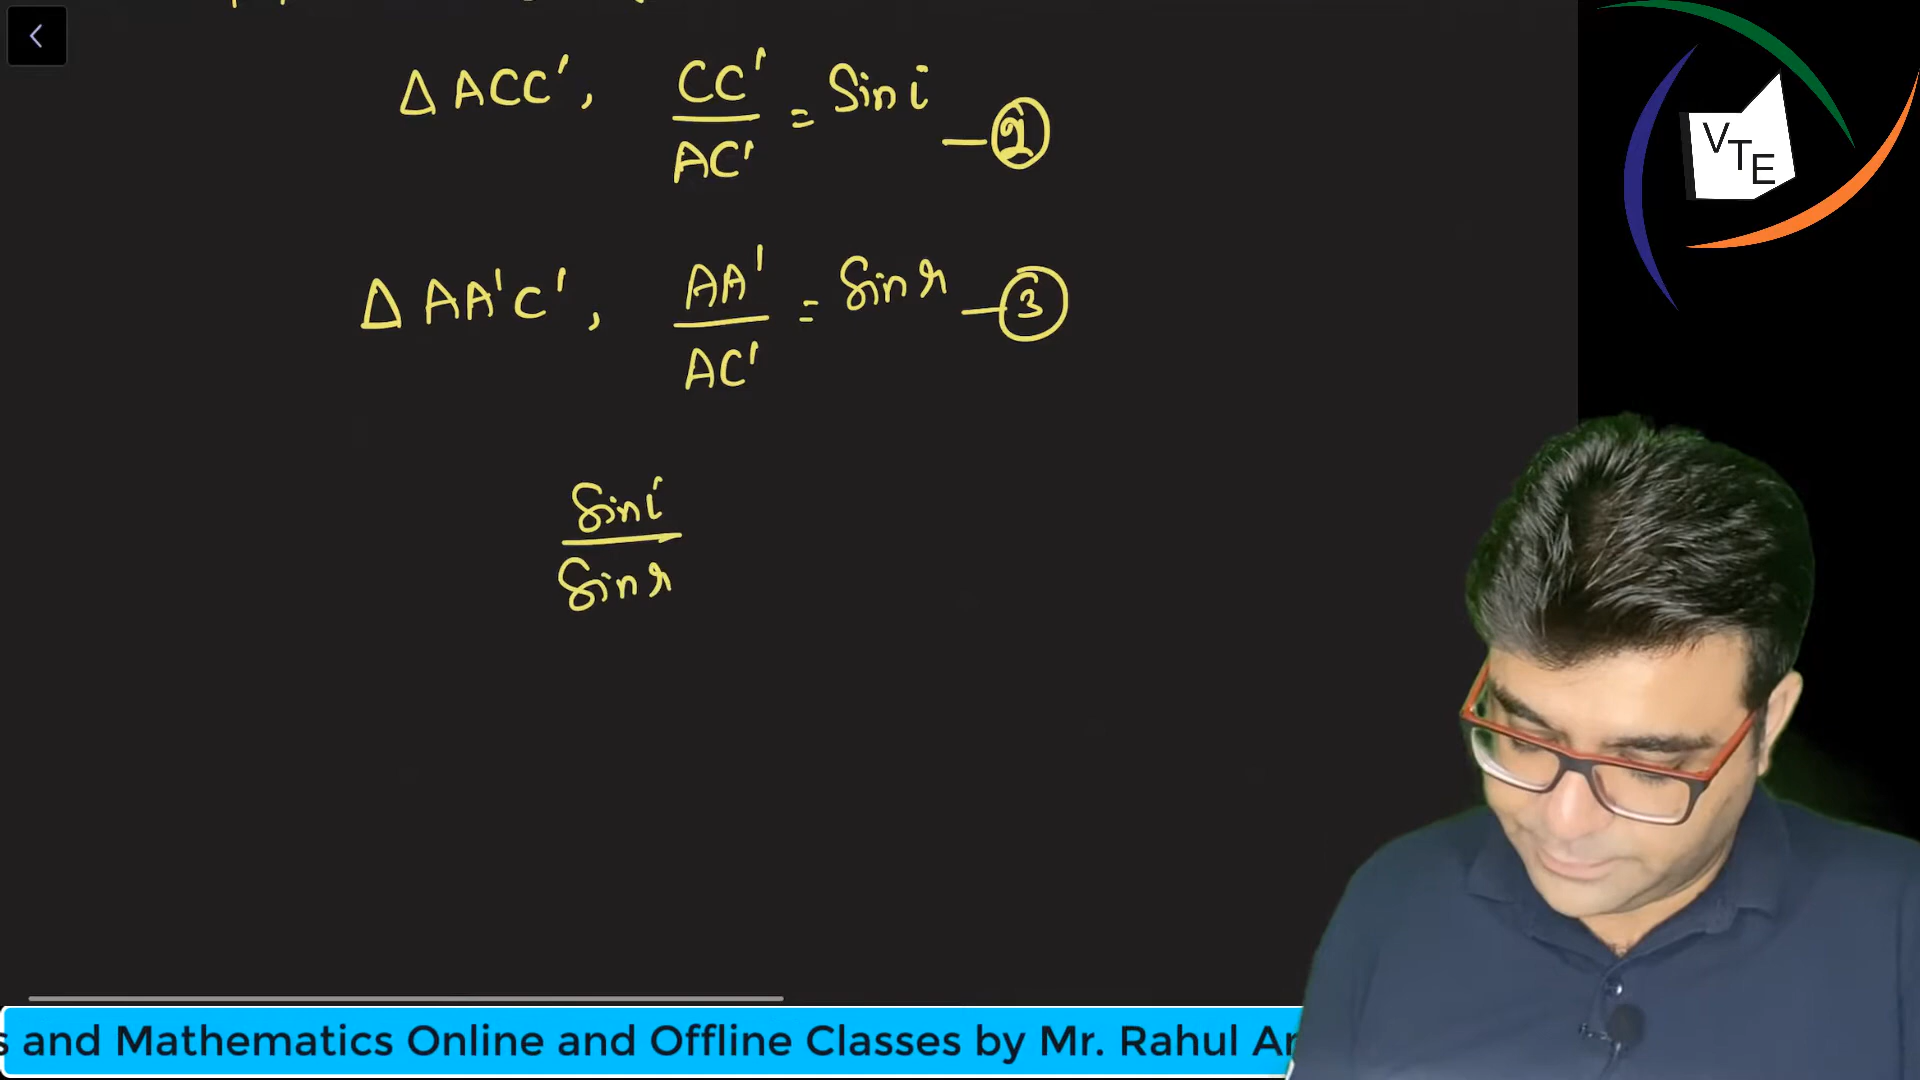 Δ ACC', CC'/AC' = Sin i — 2
Δ AA'C', AA'/AC' = Sin r — 3
Sin i / Sin r
VTE
and Mathematics Online and Offline Classes by Mr. Rahul